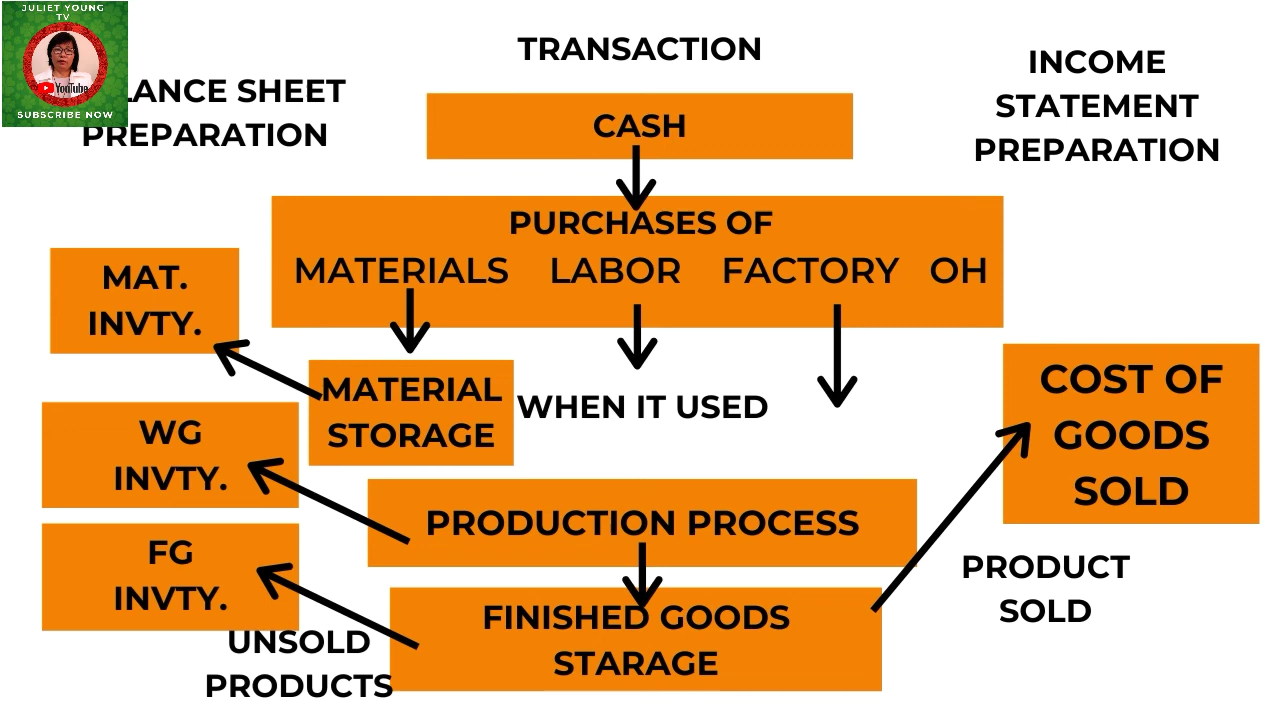 JULIET YOUNG
TV
YouTube
SUBSCRIBE NOW
LANCE SHEET
PREPARATION
TRANSACTION
INCOME
STATEMENT
PREPARATION
CASH
PURCHASES OF
MATERIALS LABOR FACTORY OH
MAT.
INVTY.
MATERIAL
STORAGE
WHEN IT USED
COST OF
GOODS
SOLD
WG
INVTY.
PRODUCTION PROCESS
FG
INVTY.
PRODUCT
SOLD
FINISHED GOODS
STARAGE
UNSOLD
PRODUCTS